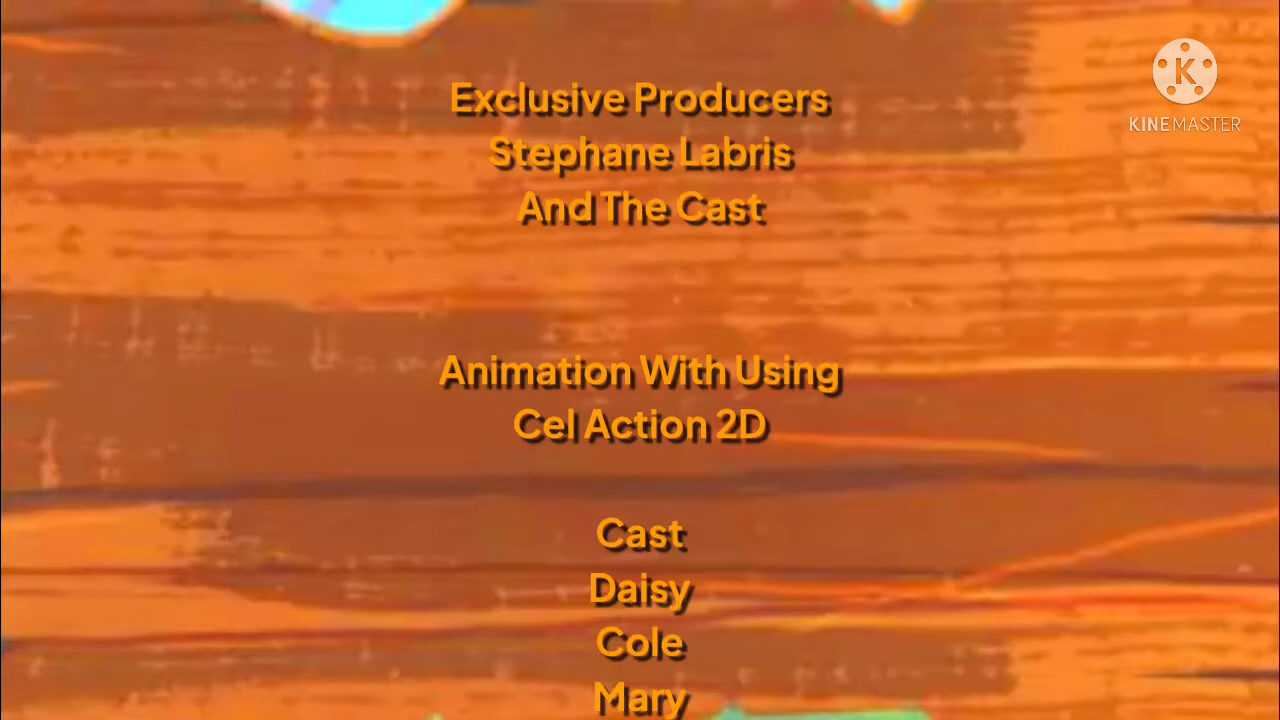 Exclusive Producers
Stephane Labris
And The Cast
Animation With Using
Cel Action 2D
Cast
Daisy
Cole
Mary
K
KINEMASTER